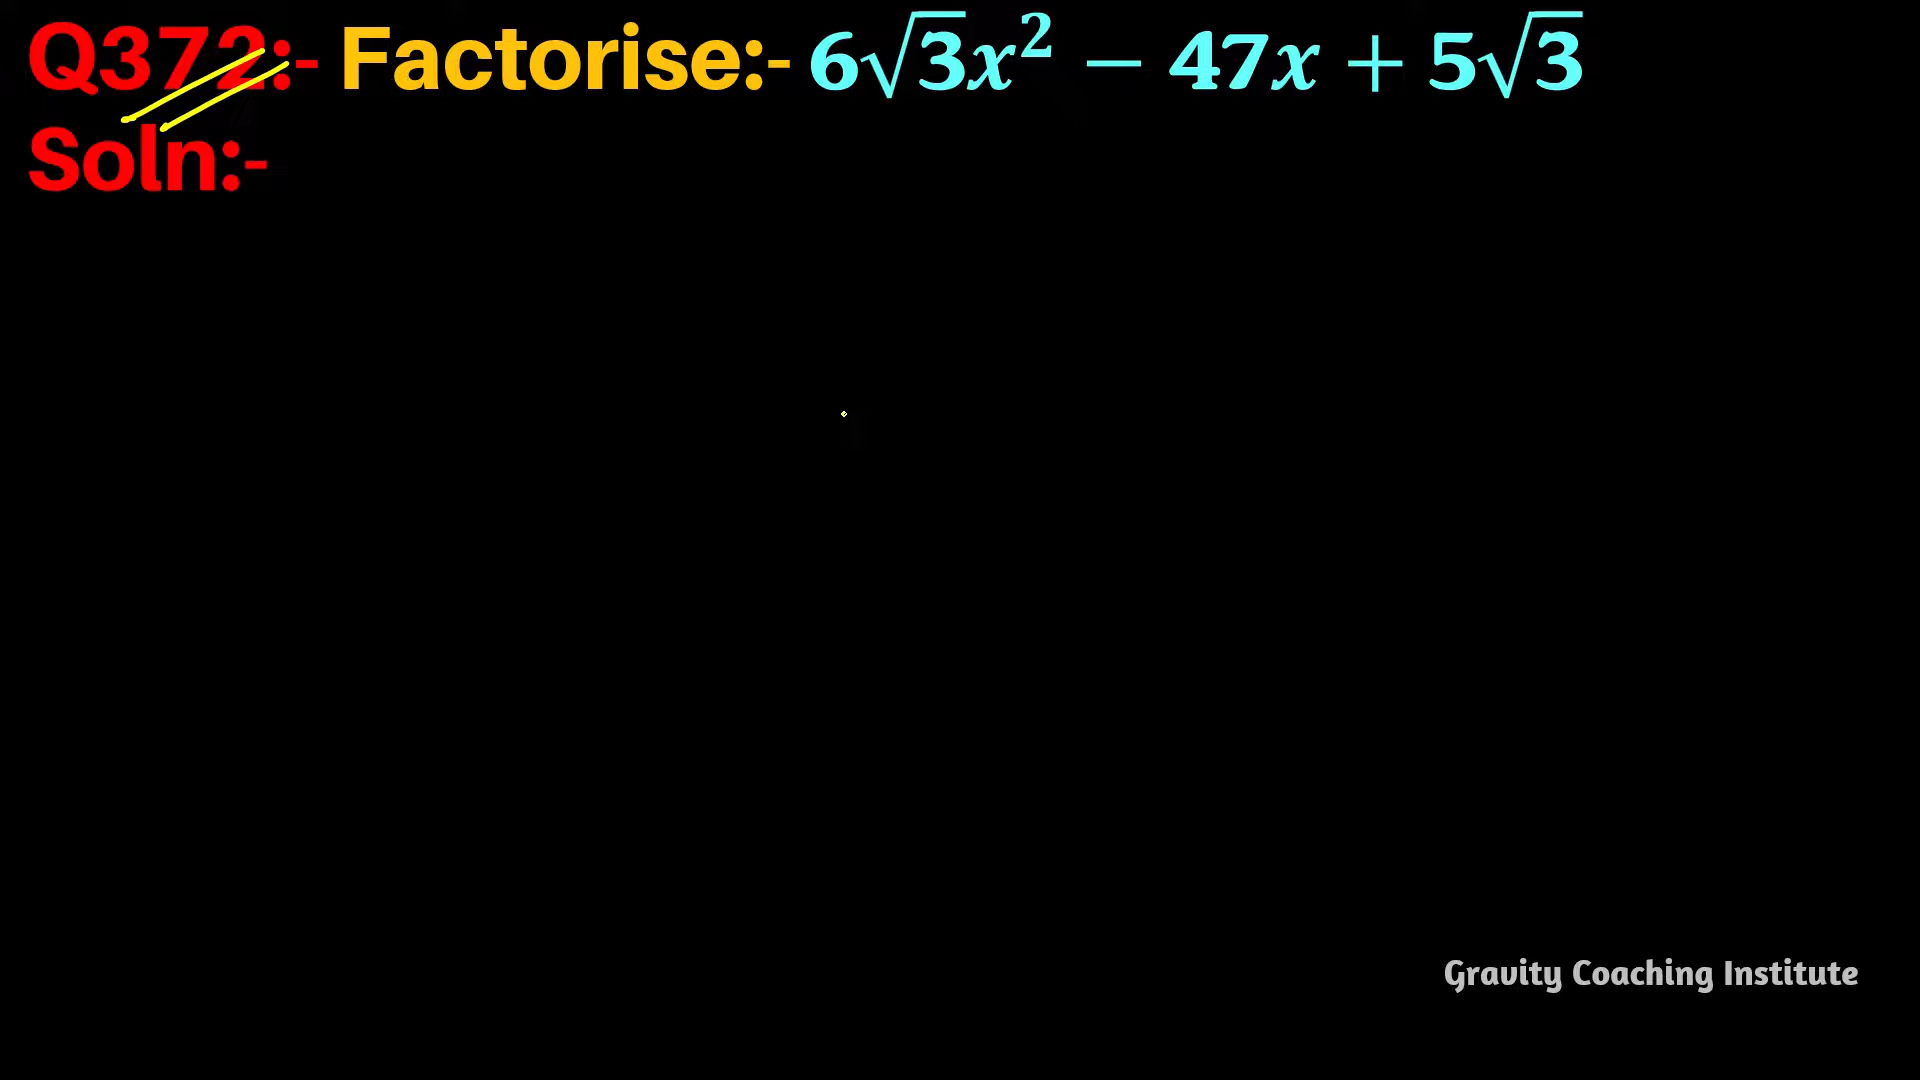 Q372:- Factorise:- 6√3x² − 47x + 5√3
Soln:-
Gravity Coaching Institute